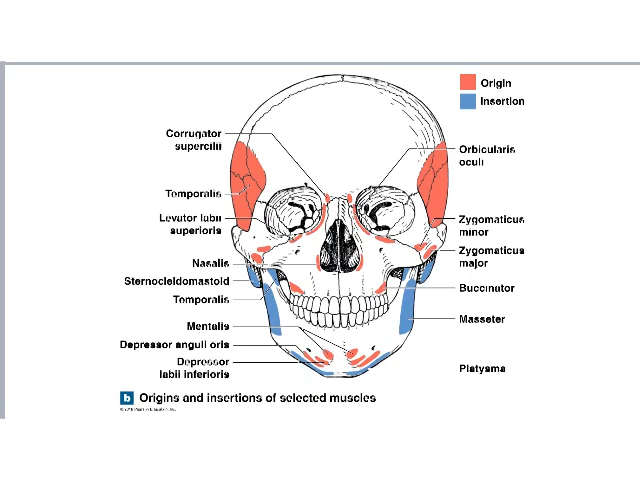 Origin
Insertion
Corrugator
supercilii
Orbicularis
oculi
Temporalis
Levator labii
superioris
Zygomaticus
minor
Nasalis
Zygomaticus
major
Sternocleidomastoid
Temporalis
Buccinator
Mentalis
Masseter
Depressor anguli oris
Depressor
labii inferioris
Platysma
b Origins and insertions of selected muscles